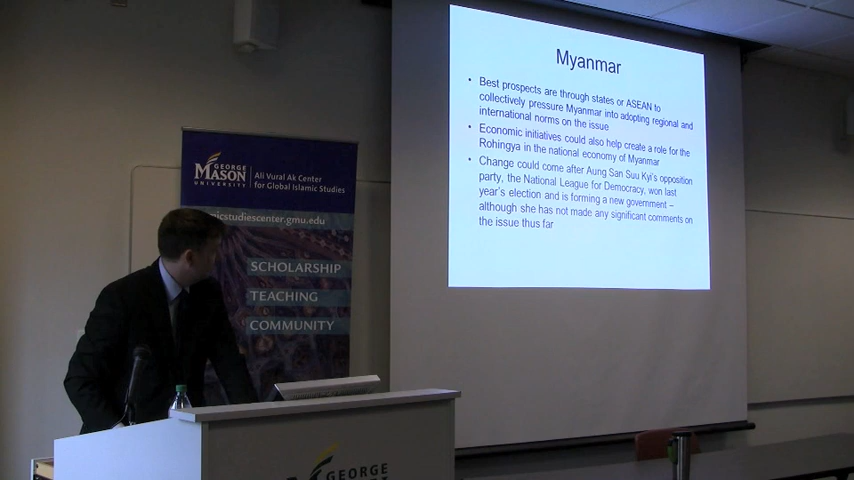 Myanmar
• Best prospects are through states or ASEAN to
collectively pressure Myanmar into adopting regional and
international norms on the issue
• Economic initiatives could also help create a role for the
Rohingya in the national economy of Myanmar
• Change could come after Aung San Suu Kyi's opposition
party, the National League for Democracy, won last
year's election and is forming a new government –
although she has not made any significant comments on
the issue thus far
GEORGE
MASON
UNIVERSITY
Ali Vural Ak Center
for Global Islamic Studies
icstudiescenter.gmu.edu
SCHOLARSHIP
TEACHING
COMMUNITY
GEORGE